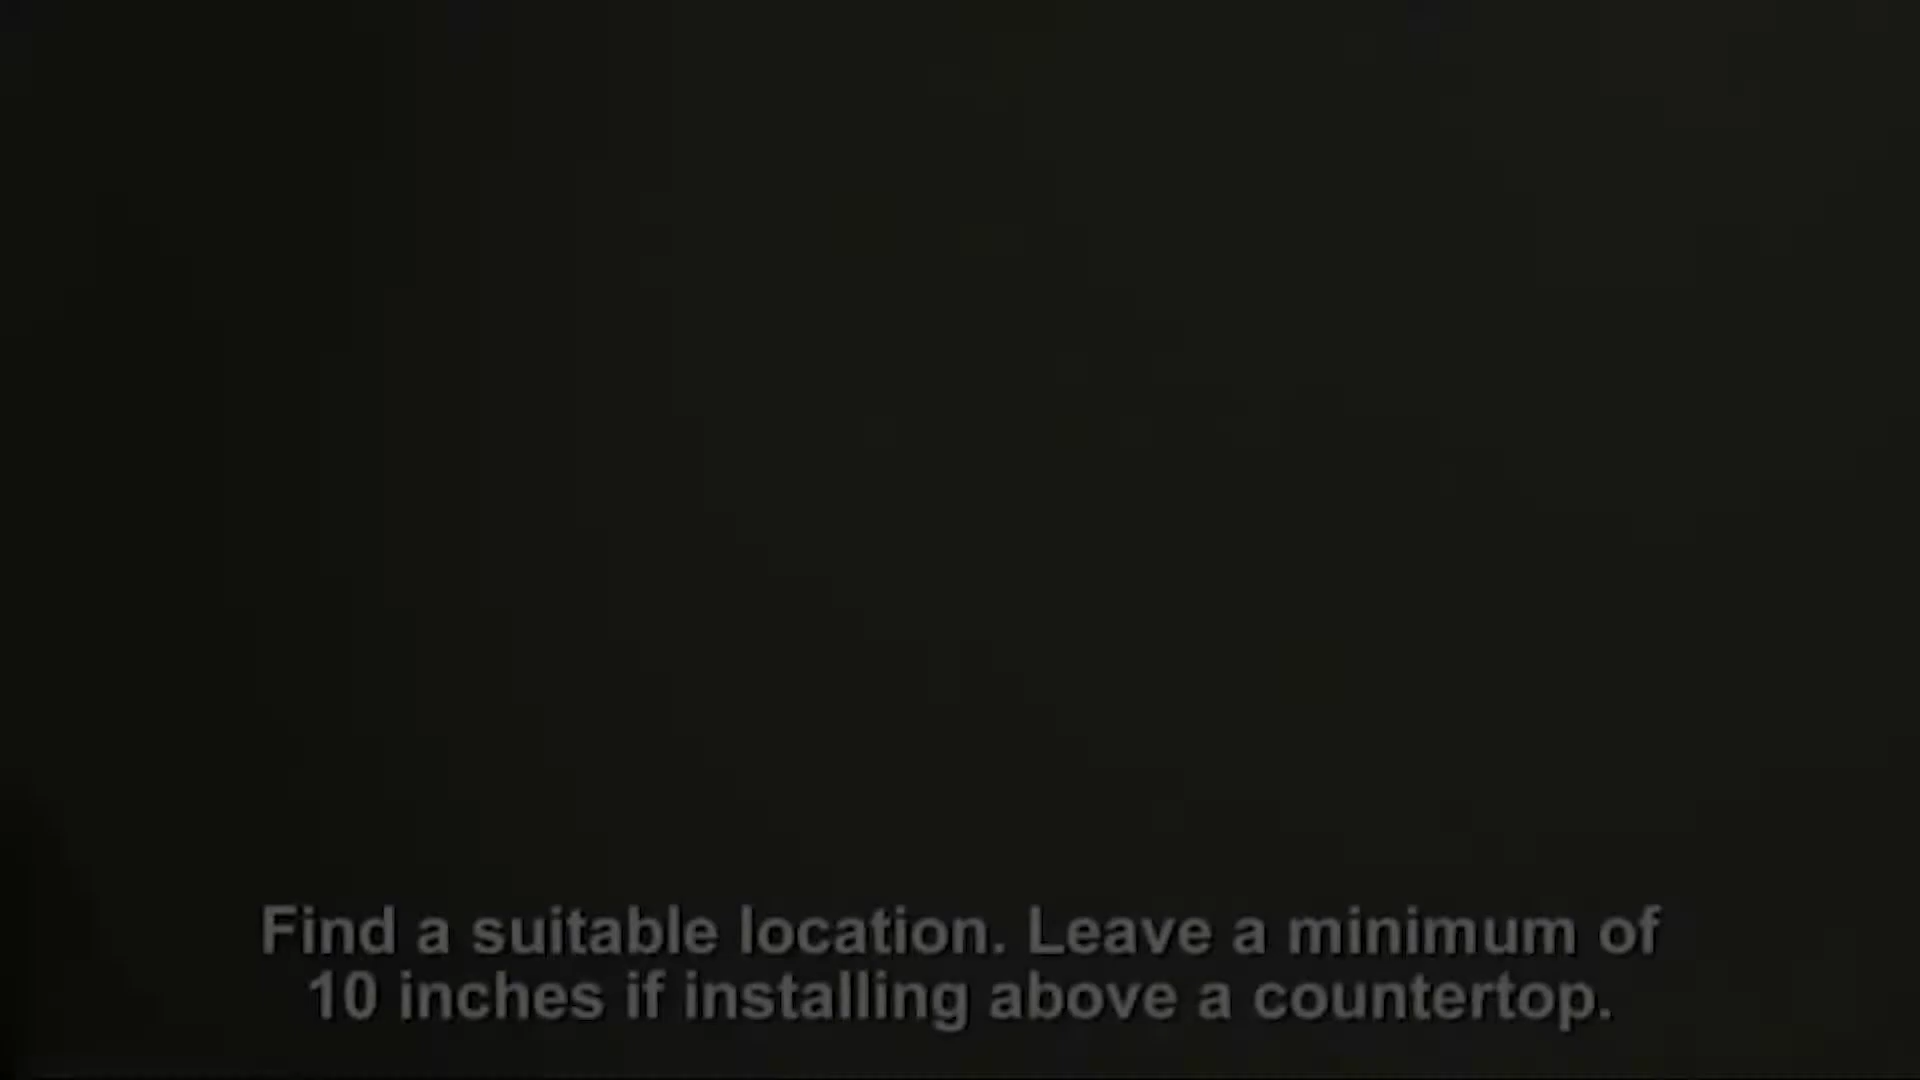 Find a suitable location. Leave a minimum of
10 inches if installing above a countertop.